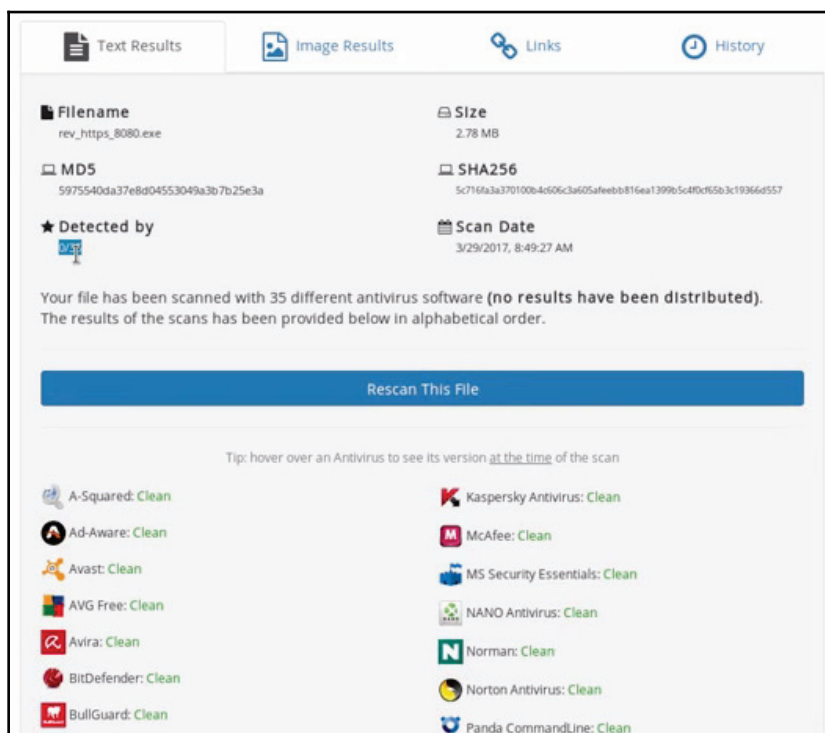 Text Results
Image Results
Links
History
Filename
rev_https_8080.exe
Size
2.78 MB
MD5
5975540da37e8d04553049a3b7b25e3a
SHA256
5c716fa3a370100b4c606c3a605afeebb816ea1399b5c4f0cf65b3c19366d557
Detected by
Scan Date
3/29/2017, 8:49:27 AM
Your file has been scanned with 35 different antivirus software (no results have been distributed).
The results of the scans has been provided below in alphabetical order.
Rescan This File
Tip: hover over an Antivirus to see its version at the time of the scan
A-Squared: Clean
Ad-Aware: Clean
Avast: Clean
AVG Free: Clean
Avira: Clean
BitDefender: Clean
BullGuard: Clean
Kaspersky Antivirus: Clean
McAfee: Clean
MS Security Essentials: Clean
NANO Antivirus: Clean
Norman: Clean
Norton Antivirus: Clean
Panda CommandLine: Clean